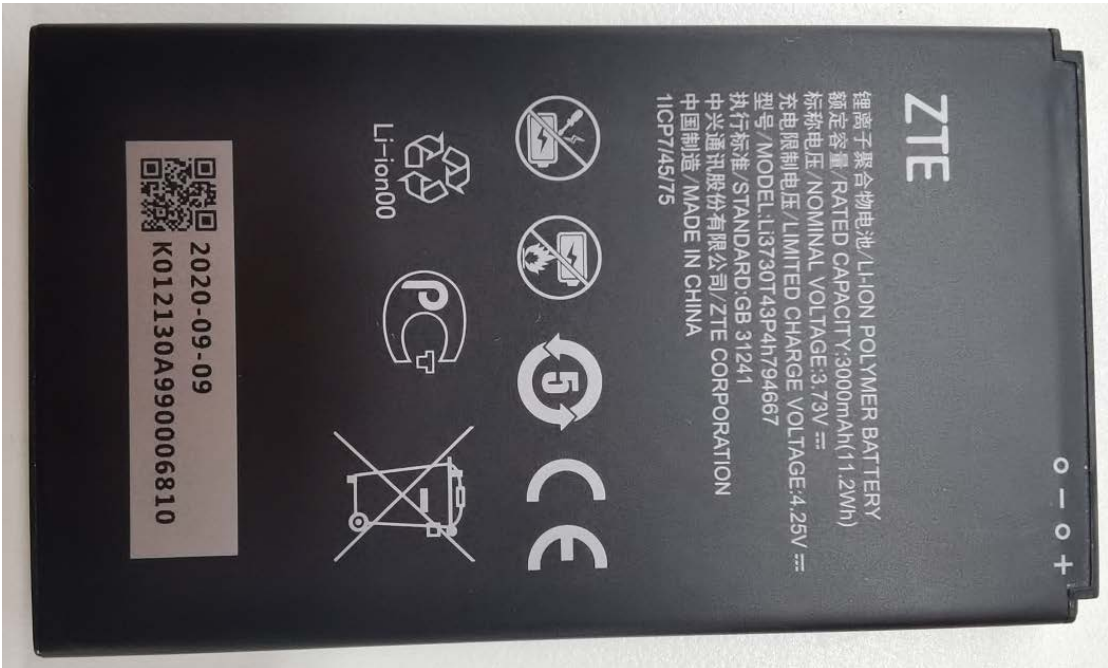 ZTE
锂离子聚合物电池/LI-ION POLYMER BATTERY
额定容量/RATED CAPACITY:3000mAh(11.2Wh)
标称电压/NOMINAL VOLTAGE:3.73V ⎓
充电限制电压/LIMITED CHARGE VOLTAGE:4.25V ⎓
型号/MODEL:Li3730T43P4h794667
执行标准/STANDARD:GB 31241
中兴通讯股份有限公司/ZTE CORPORATION
中国制造/MADE IN CHINA
1ICP7/45/75
5
CE
Li-ion00
PCT
2020-09-09
K012130A990006810
o – o +